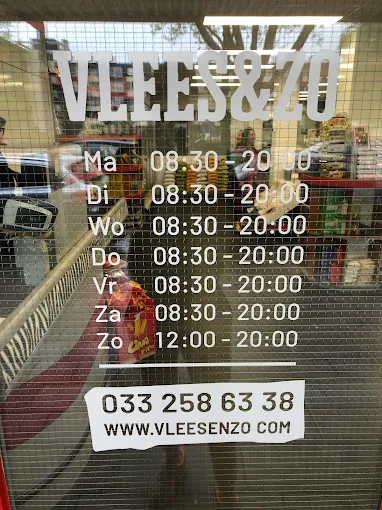 VLEES&ZO
Ma 08:30 - 20:00
Di 08:30 - 20:00
Wo 08:30 - 20:00
Do 08:30 - 20:00
Vr 08:30 - 20:00
Za 08:30 - 20:00
Zo 12:00 - 20:00
033 258 63 38
WWW.VLEESENZO.COM